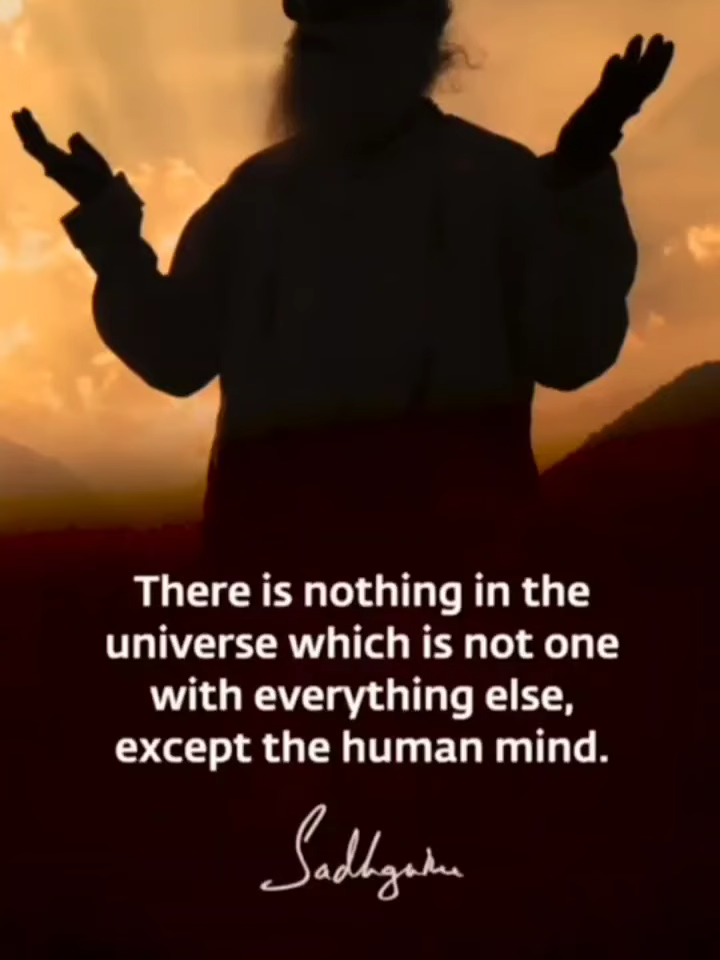 There is nothing in the
universe which is not one
with everything else,
except the human mind.
Sadhguru